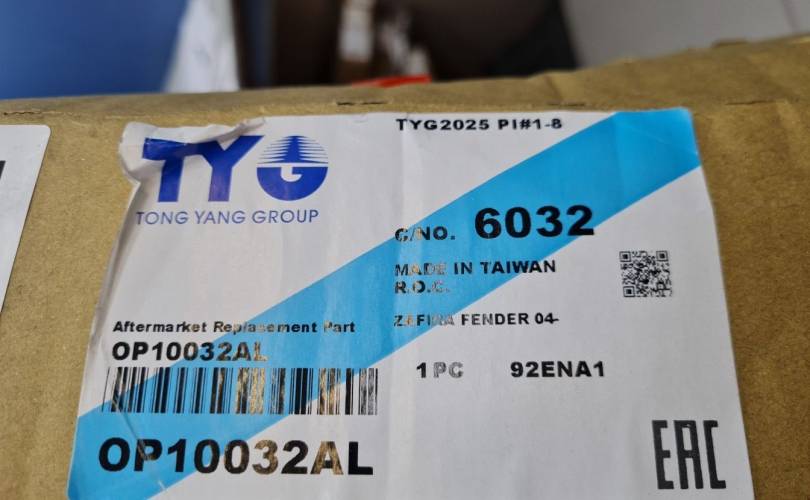 TYG2025 PI#1-8
TYG
TONG YANG GROUP
C/NO. 6032
MADE IN TAIWAN
R.O.C.
ZAFIRA FENDER 04-
Aftermarket Replacement Part
OP10032AL
1 PC 92ENA1
OP10032AL
EAC